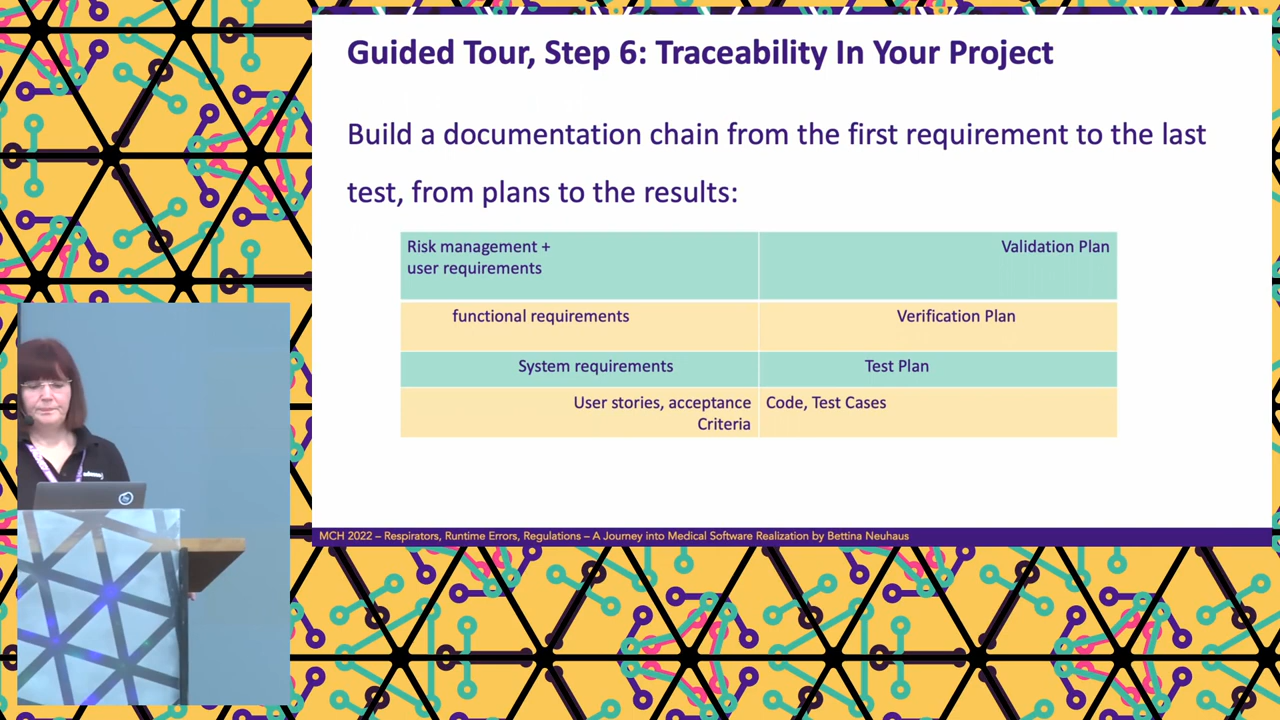 Guided Tour, Step 6: Traceability In Your Project
Build a documentation chain from the first requirement to the last
test, from plans to the results:
Risk management +
user requirements
Validation Plan
functional requirements
Verification Plan
System requirements
Test Plan
User stories, acceptance
Criteria
Code, Test Cases
MCH 2022 – Respirators, Runtime Errors, Regulations – A Journey into Medical Software Realization by Bettina Neuhaus